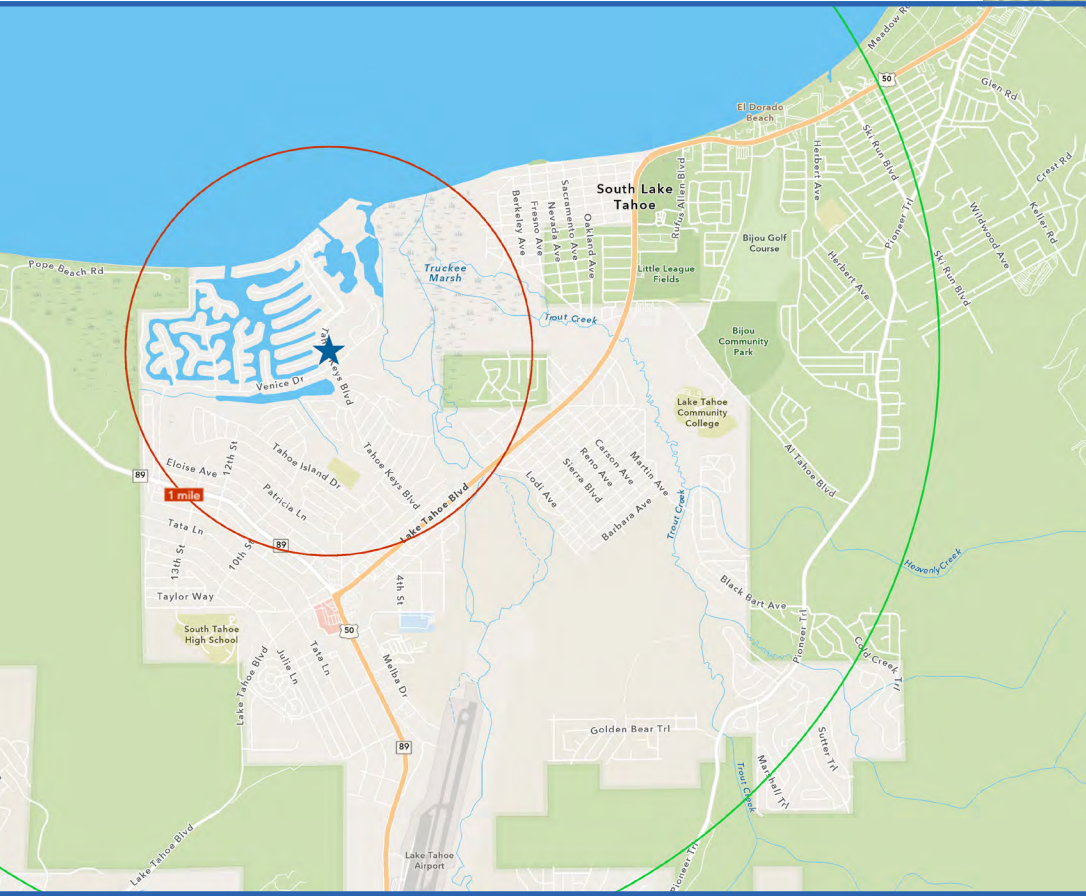 Meadow Rd
50
Glen Rd
El Dorado
Beach
Ski Run Blvd
Herbert Ave
Crest Rd
South Lake
Tahoe
Rufus Allen Blvd
Sacramento Ave
Berkeley Ave
Fresno Ave
Nevada Ave
Oakland Ave
Pioneer Trl
Keller Rd
Wildwood Ave
Bijou Golf
Course
Pope Beach Rd
Truckee
Marsh
Little League
Fields
Herbert Ave
Ski Run Blvd
Trout Creek
Bijou
Community
Park
Keys Blvd
Venice Dr
Lake Tahoe
Community
College
12th St
Eloise Ave
Tahoe Island Dr
Tahoe Keys Blvd
Carson Ave
Martin Ave
Reno Ave
Sierra Blvd
Al Tahoe Blvd
89
1 mile
Patricia Ln
Lodi Ave
Lake Tahoe Blvd
Barbara Ave
Trout Creek
Tata Ln
13th St
10th St
89
Heavenly Creek
Taylor Way
4th St
Black Bart Ave
South Tahoe
High School
50
Pioneer Trl
Cold Creek Trl
Lake Tahoe Blvd
Julie Ln
Tata Ln
Melba Dr
Golden Bear Trl
89
Sutter Trl
Marshall Trl
Trout Creek
Lake Tahoe Blvd
Lake Tahoe
Airport
Pioneer Trl